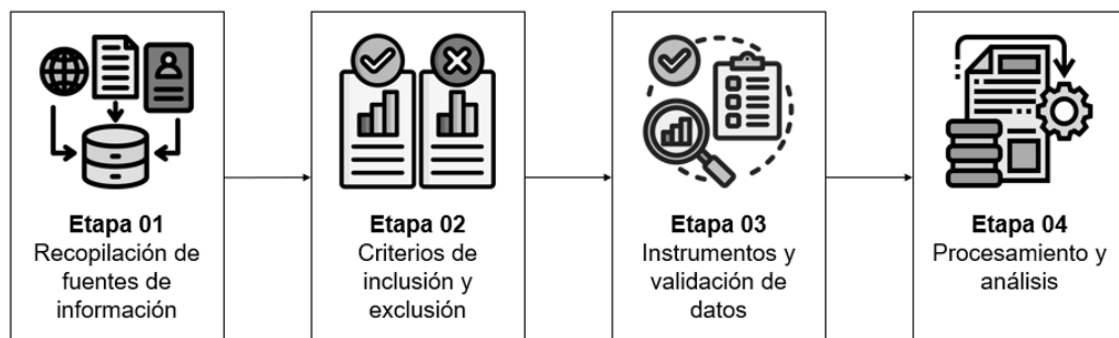 Etapa 01
Recopilación de
fuentes de
información
Etapa 02
Criterios de
inclusión y
exclusión
Etapa 03
Instrumentos y
validación de
datos
Etapa 04
Procesamiento y
análisis